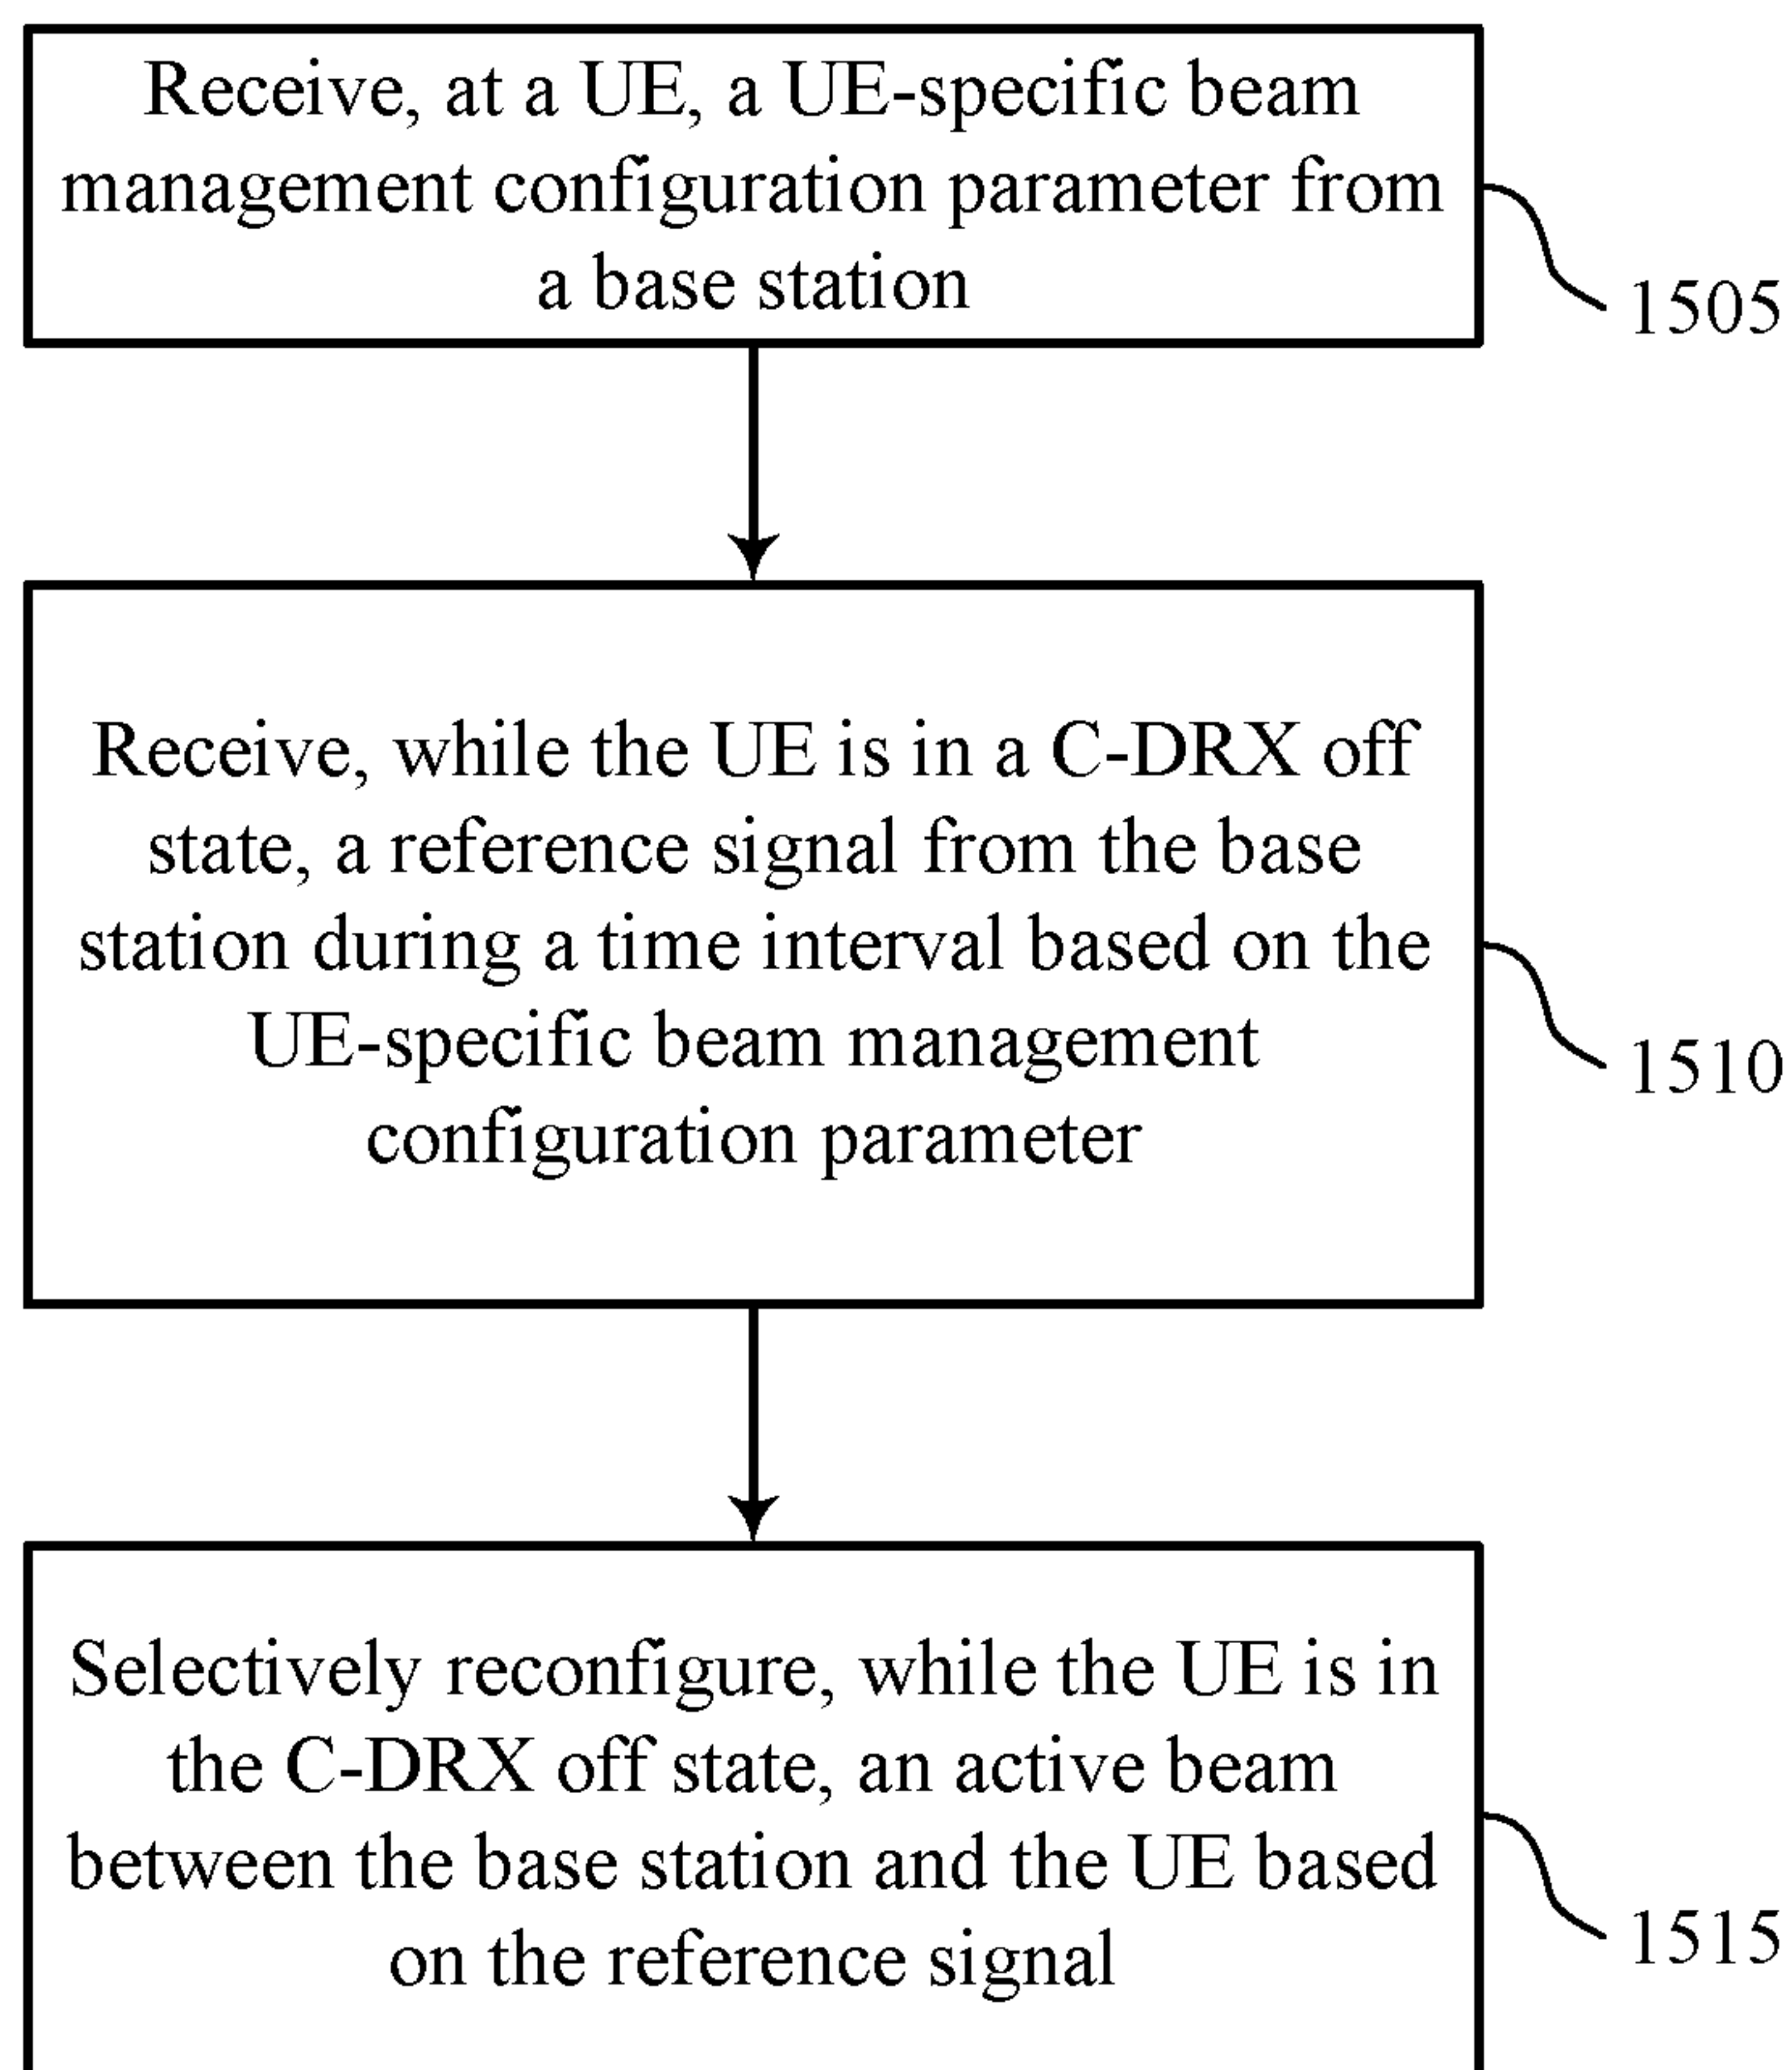 Receive, at a UE, a UE-specific beam
management configuration parameter from
a base station
1505
Receive, while the UE is in a C-DRX off
state, a reference signal from the base
station during a time interval based on the
UE-specific beam management
configuration parameter
1510
Selectively reconfigure, while the UE is in
the C-DRX off state, an active beam
between the base station and the UE based
on the reference signal
1515